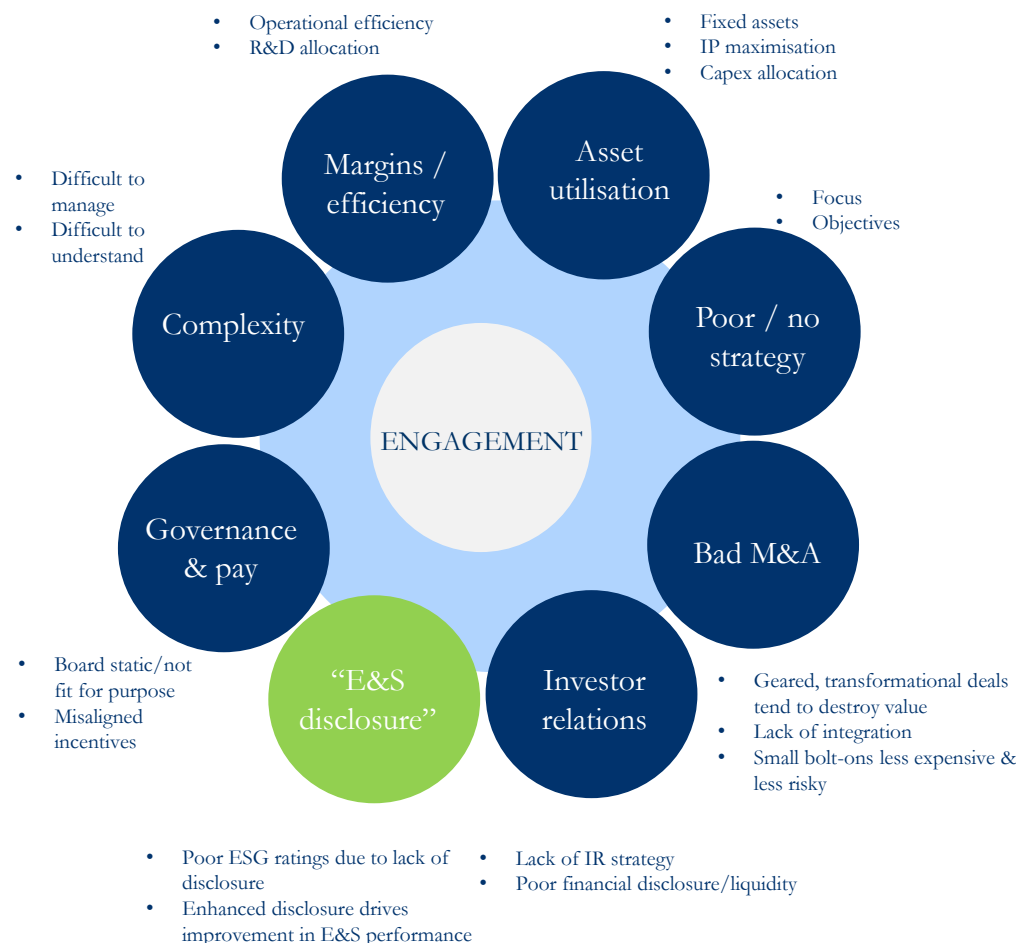 • Operational efficiency
• R&D allocation
• Fixed assets
• IP maximisation
• Capex allocation
Margins /
efficiency
Asset
utilisation
• Difficult to
manage
• Difficult to
understand
• Focus
• Objectives
Complexity
Poor / no
strategy
ENGAGEMENT
Governance
& pay
Bad M&A
• Board static/not
fit for purpose
• Misaligned
incentives
“E&S
disclosure”
Investor
relations
• Geared, transformational deals
tend to destroy value
• Lack of integration
• Small bolt-ons less expensive &
less risky
• Poor ESG ratings due to lack of
disclosure
• Enhanced disclosure drives
improvement in E&S performance
• Lack of IR strategy
• Poor financial disclosure/liquidity